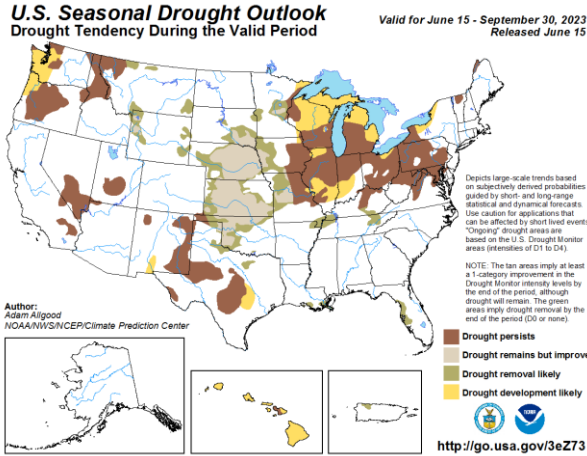 U.S. Seasonal Drought Outlook
Drought Tendency During the Valid Period
Valid for June 15 - September 30, 2023
Released June 15
Depicts large-scale trends based
on subjectively derived probabilities
guided by short- and long-range
statistical and dynamical forecasts.
Use caution for applications that
can be affected by short lived events.
"Ongoing" drought areas are
based on the U.S. Drought Monitor
areas (intensities of D1 to D4).
NOTE: The tan areas imply at least
a 1-category improvement in the
Drought Monitor intensity levels by
the end of the period, although
drought will remain. The green
areas imply drought removal by the
end of the period (D0 or none).
Author:
Adam Allgood
NOAA/NWS/NCEP/Climate Prediction Center
Drought persists
Drought remains but improve
Drought removal likely
Drought development likely
http://go.usa.gov/3eZ73